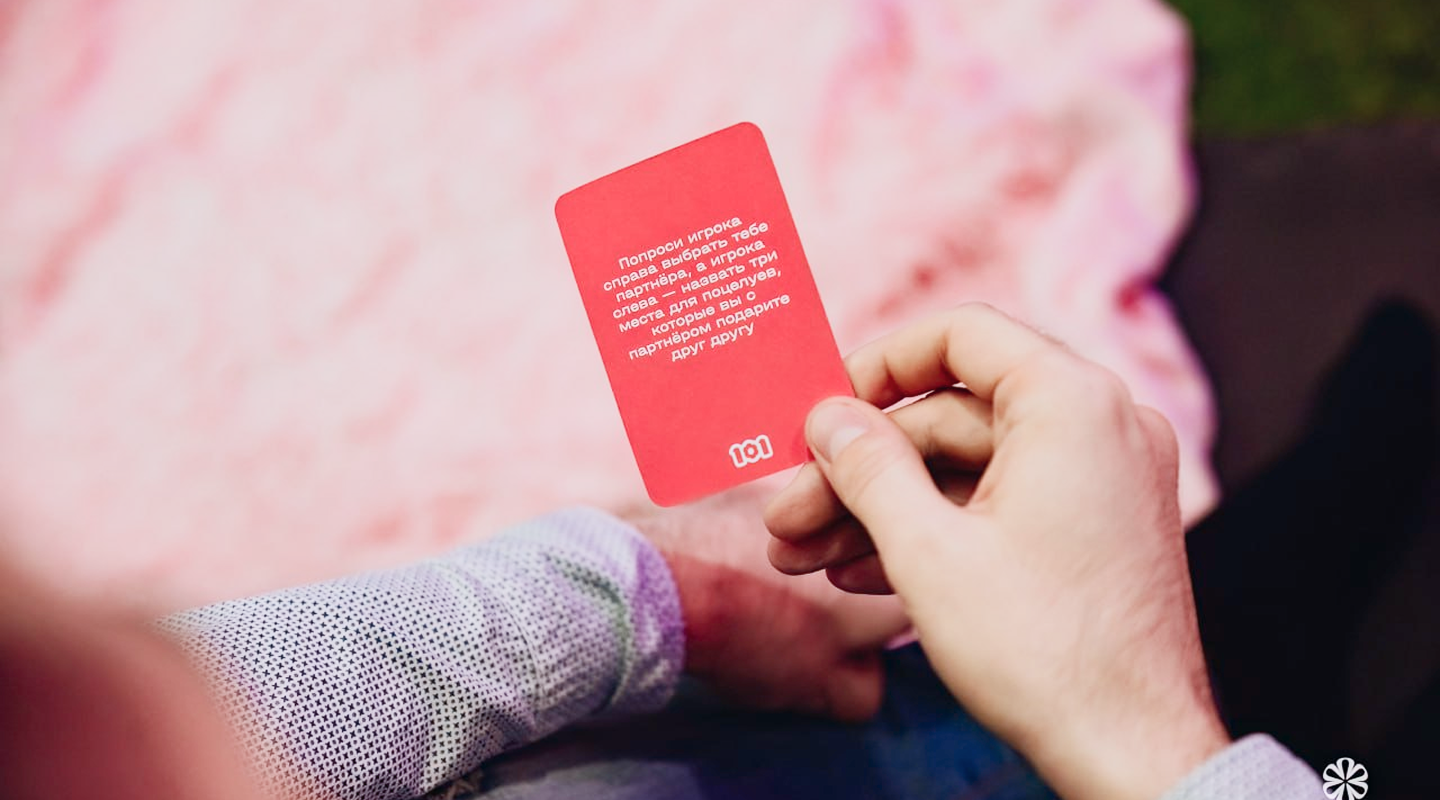 Попроси игрока
справа выбрать тебе
партнёра, а игрока
слева — назвать три
места для поцелуев,
которые вы с
партнёром подарите
друг другу
101